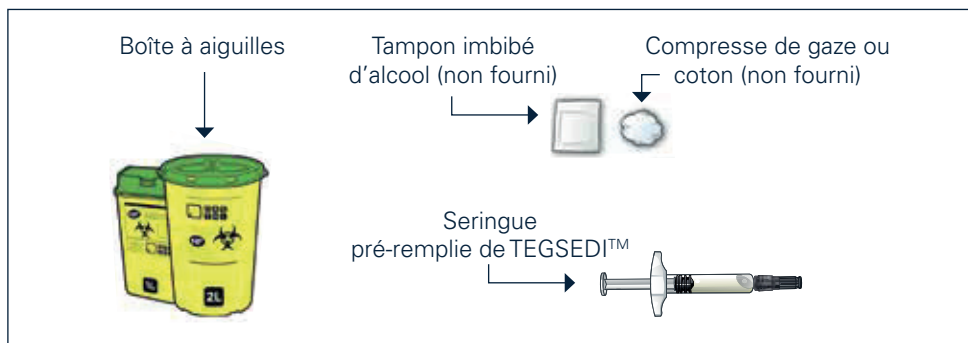 Boîte à aiguilles
Tampon imbibé
d'alcool (non fourni)
Compresse de gaze ou
coton (non fourni)
Seringue
pré-remplie de TEGSEDI™
1L
2L